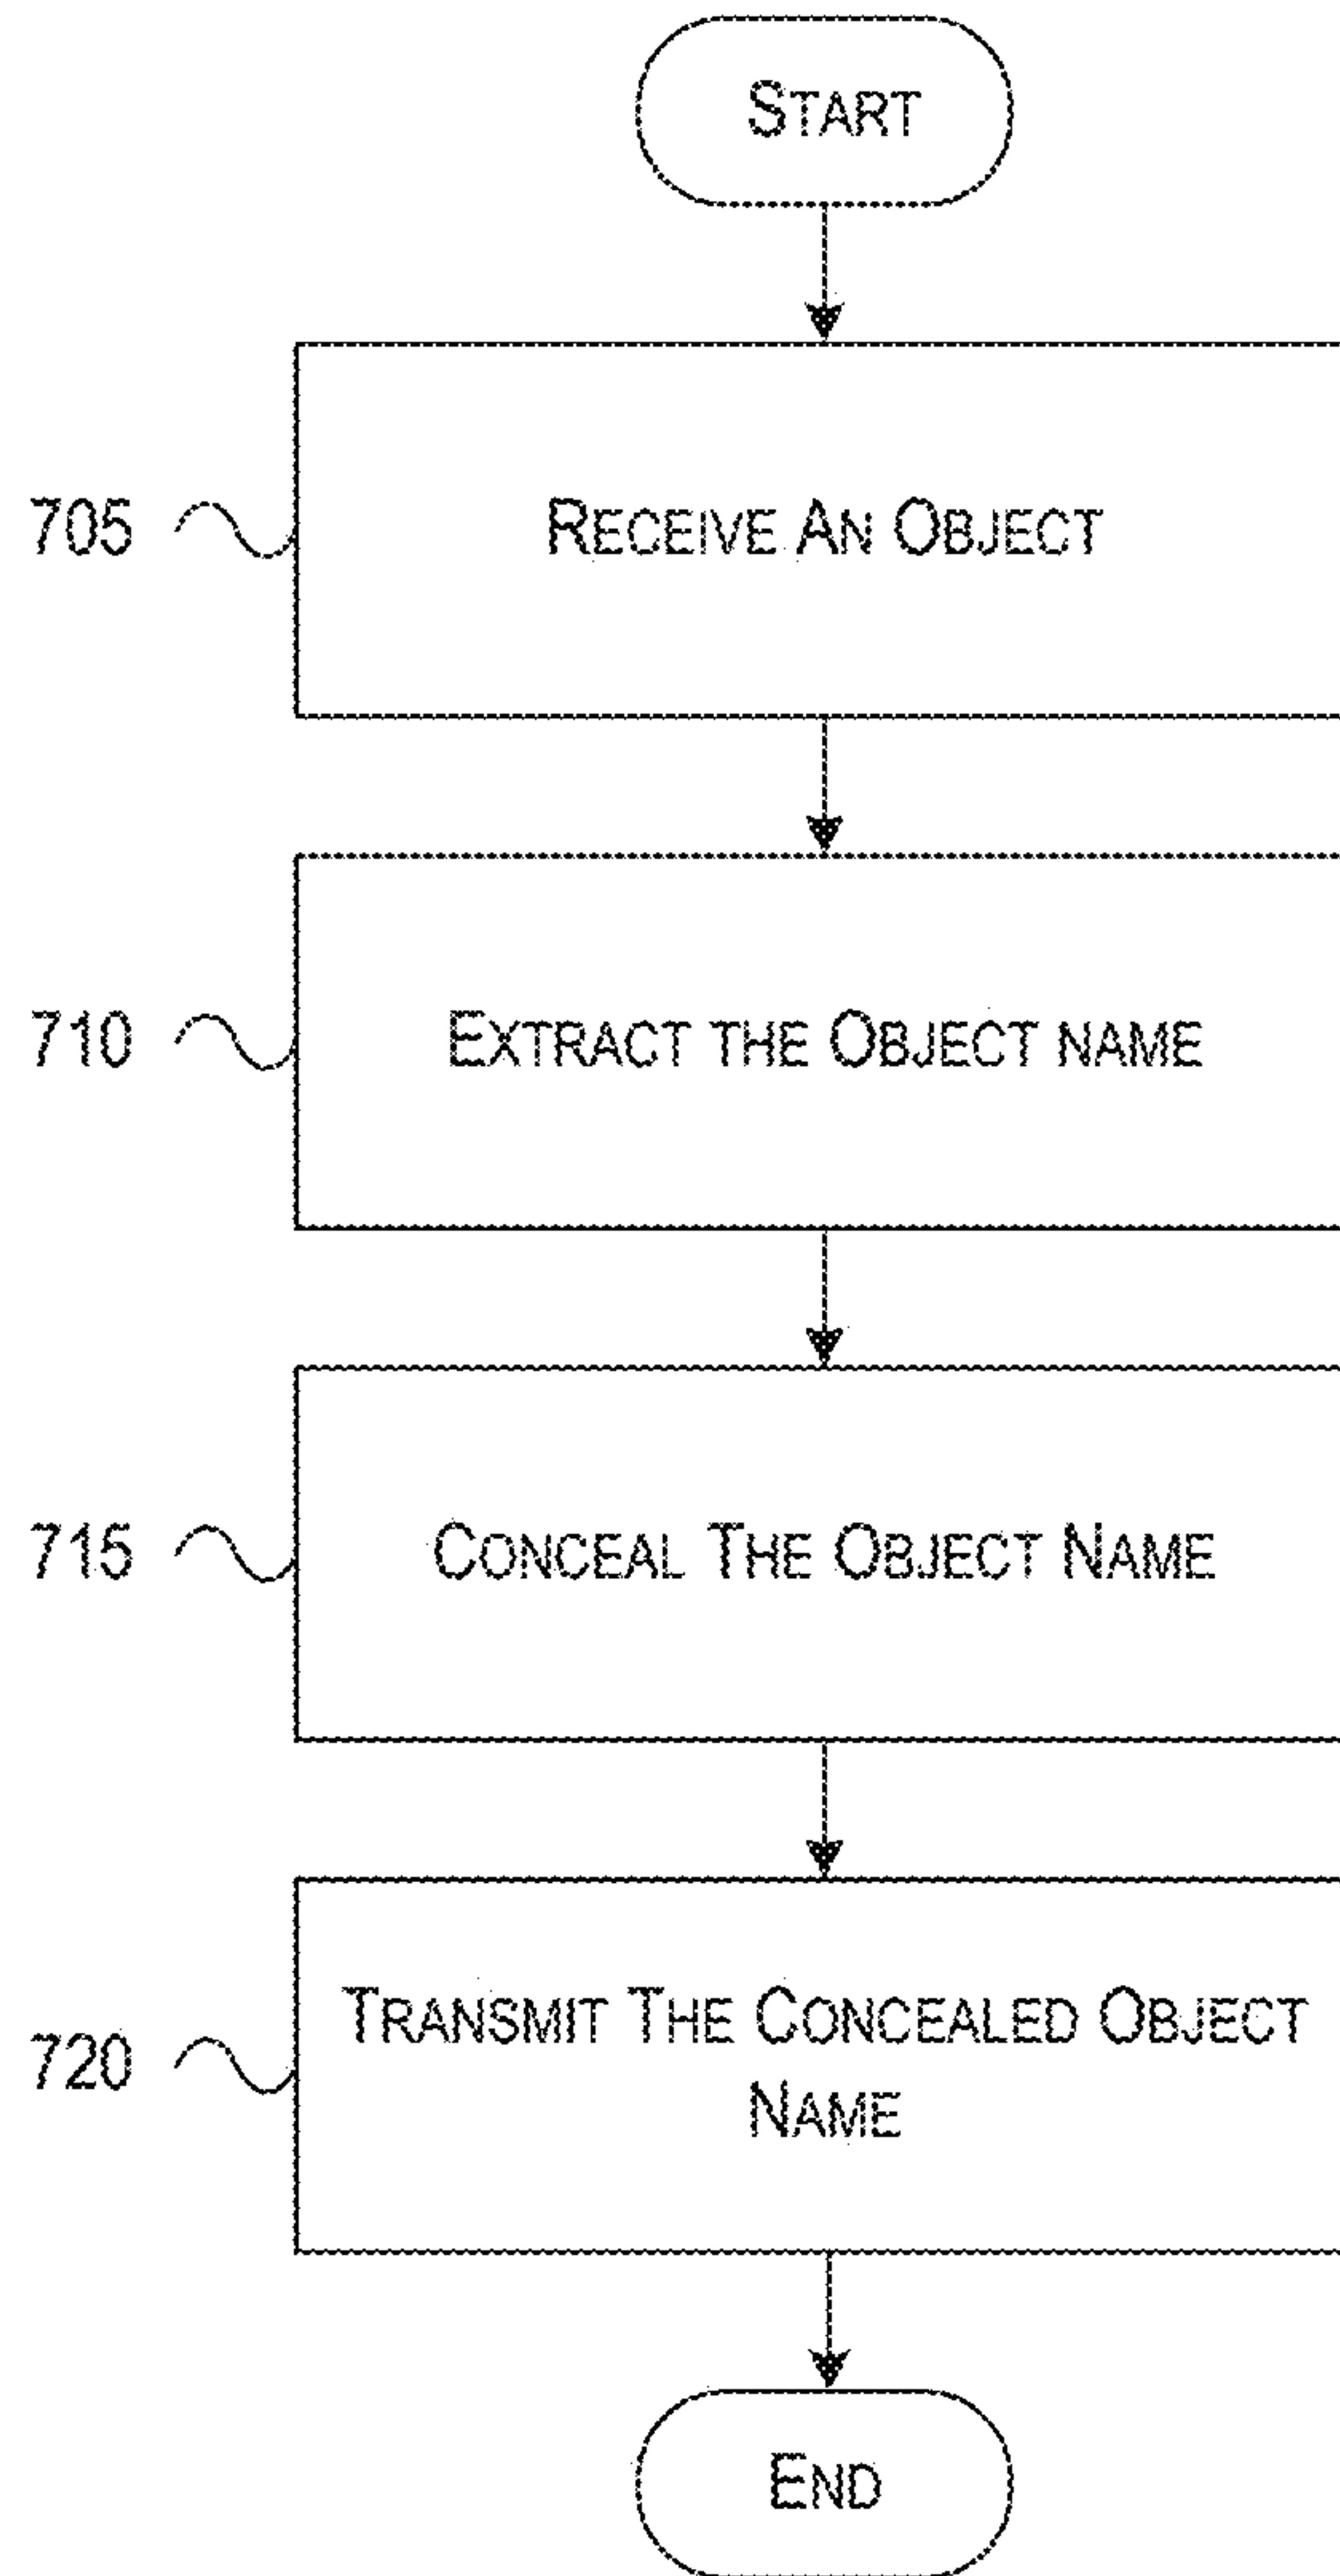 START
705 RECEIVE AN OBJECT
710 EXTRACT THE OBJECT NAME
715 CONCEAL THE OBJECT NAME
TRANSMIT THE CONCEALED OBJECT
720
NAME
END